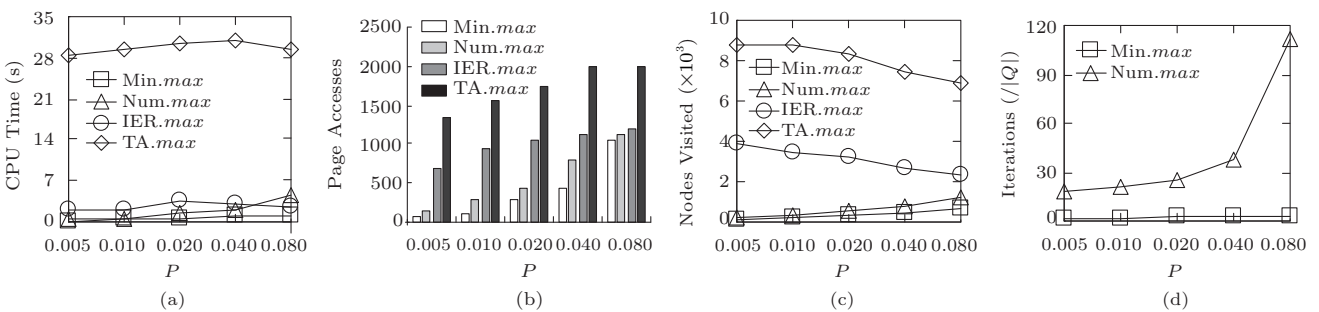 CPU Time (s)
35
28
21
14
7
0
Min.max
Num.max
IER.max
TA.max
0.005 0.010 0.020 0.040 0.080
P
(a)
Page Accesses
2500
2000
1500
1000
500
0
Min.max
Num.max
IER.max
TA.max
0.005 0.010 0.020 0.040 0.080
P
(b)
Nodes Visited (×10³)
10
8
6
4
2
0
Min.max
Num.max
IER.max
TA.max
0.005 0.010 0.020 0.040 0.080
P
(c)
Iterations (/|Q|)
120
90
60
30
0
Min.max
Num.max
0.005 0.010 0.020 0.040 0.080
P
(d)